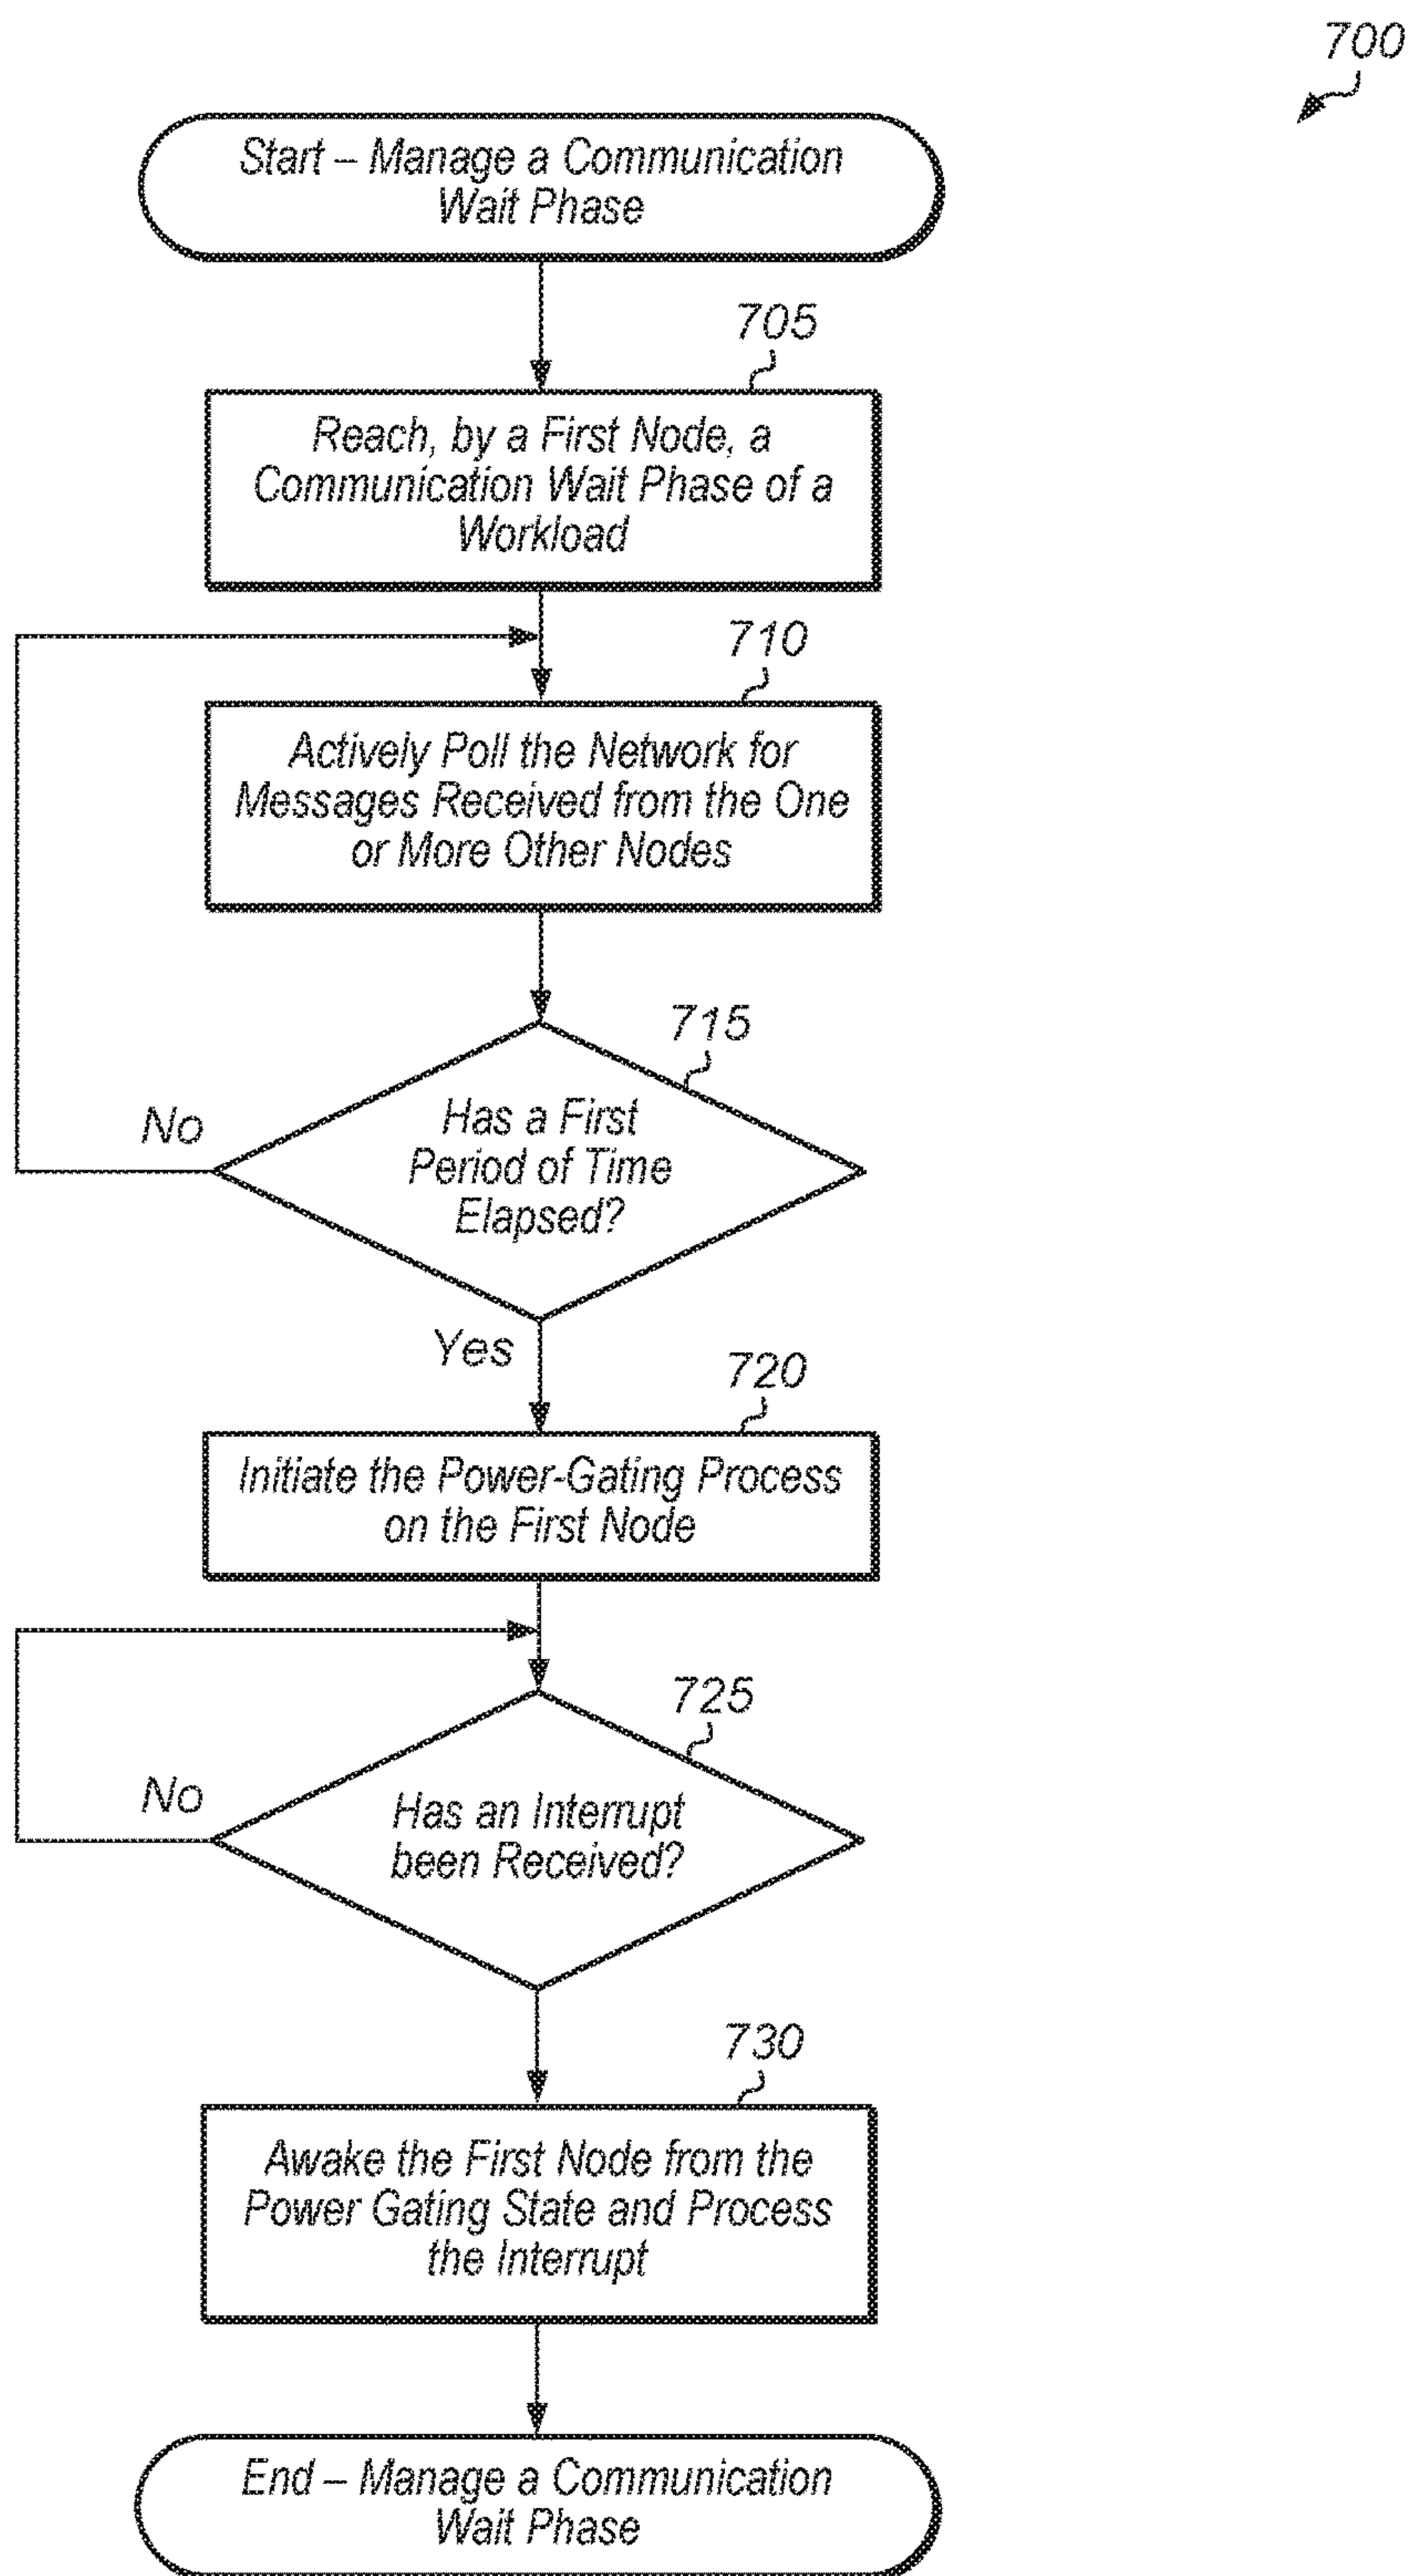 700
Start – Manage a Communication
Wait Phase
705
Reach, by a First Node, a
Communication Wait Phase of a
Workload
710
Actively Poll the Network for
Messages Received from the One
or More Other Nodes
715
Has a First
Period of Time
Elapsed?
No
Yes
720
Initiate the Power-Gating Process
on the First Node
725
Has an Interrupt
been Received?
No
730
Awake the First Node from the
Power Gating State and Process
the Interrupt
End – Manage a Communication
Wait Phase